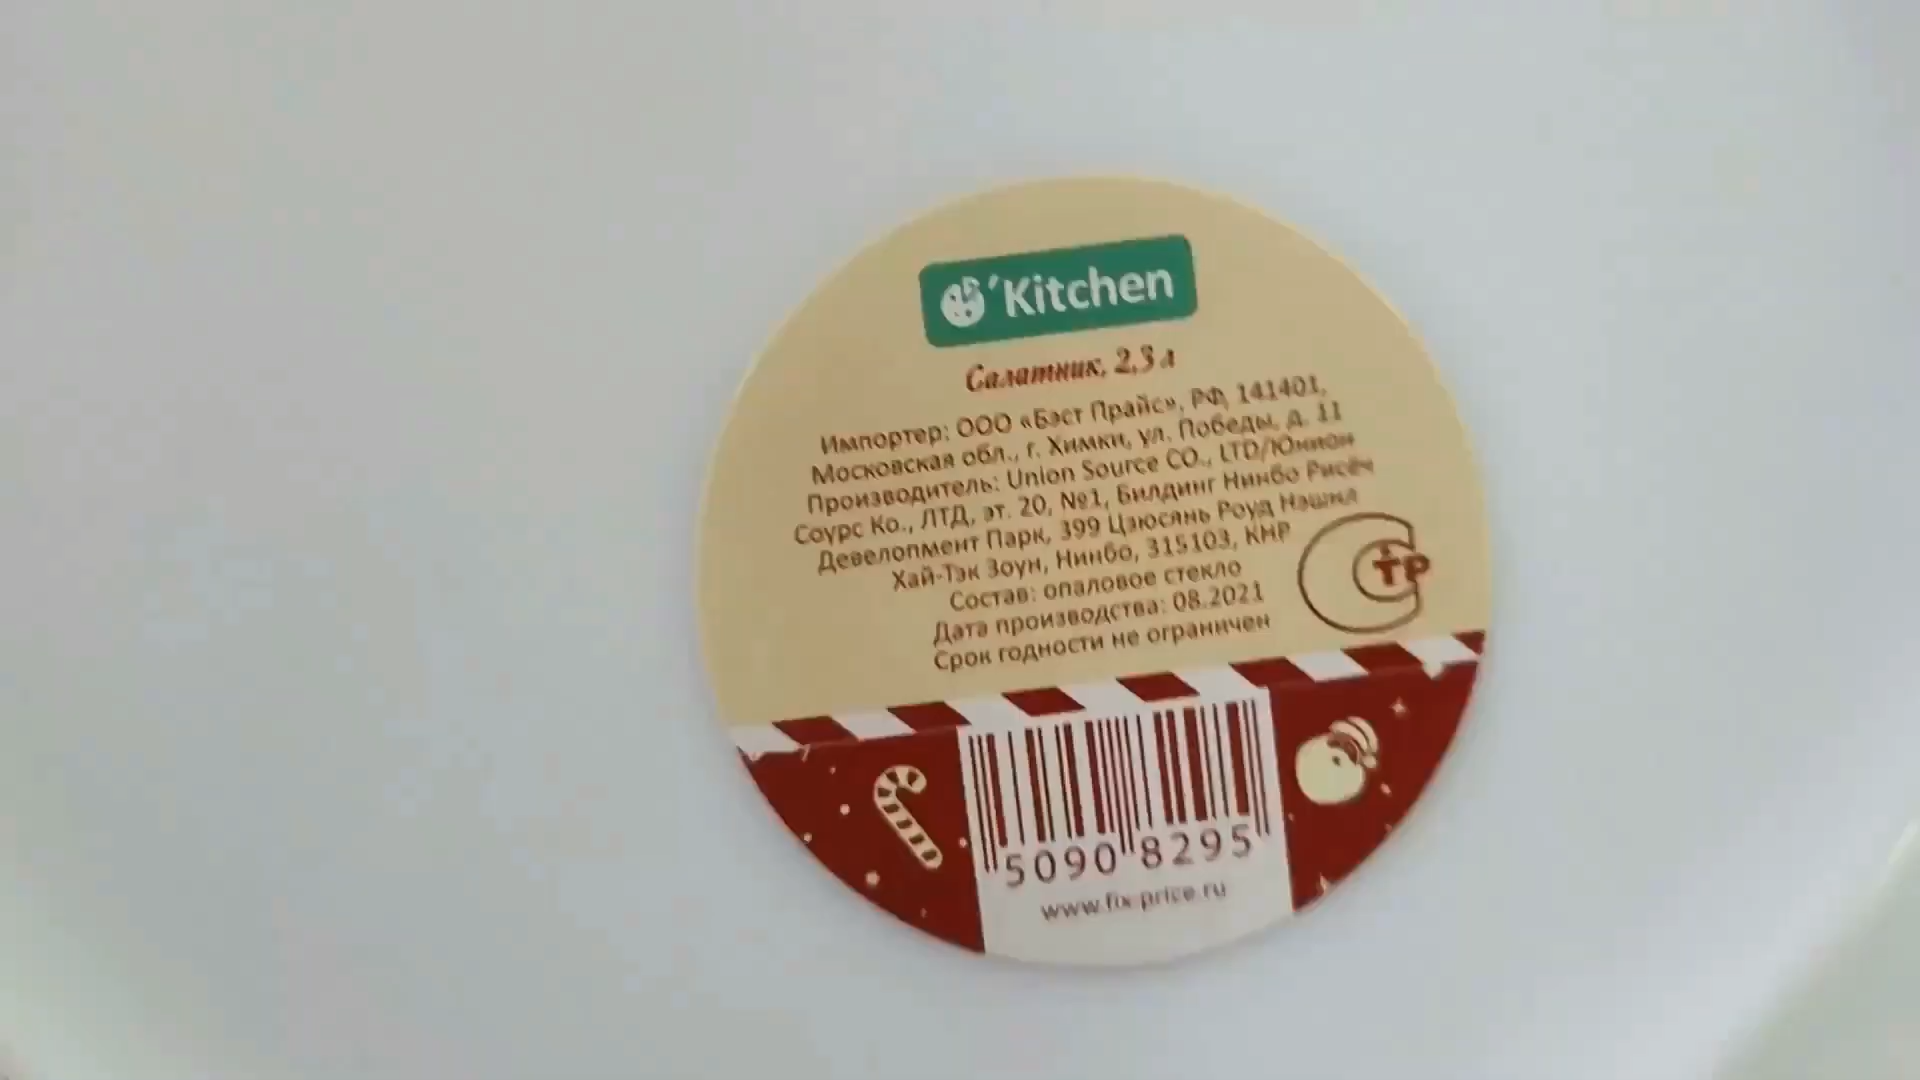 'Kitchen
Салатник, 2,3 л
Импортер: ООО «Бэст Прайс», РФ, 141401,
Московская обл., г. Химки, ул. Победы, д. 11
Производитель: Union Source CO., LTD/Юнион
Соурс Ко., ЛТД, эт. 20, №1, Билдинг Нинбо Рисёч
Девелопмент Парк, 399 Цзюсянь Роуд Нэшнл
Хай-Тэк Зоун, Нинбо, 315103, КНР
Состав: опаловое стекло
Дата производства: 08.2021
Срок годности не ограничен
СТР
5090 8295
www.fix-price.ru